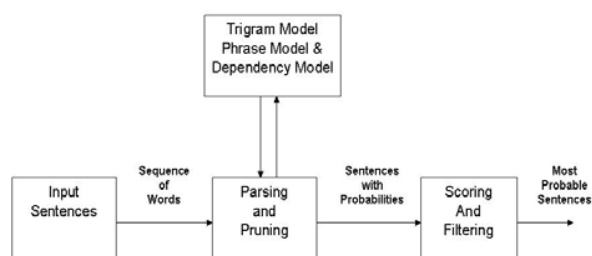 Trigram Model
Phrase Model &
Dependency Model
Input
Sentences
Sequence
of
Words
Parsing
and
Pruning
Sentences
with
Probabilities
Scoring
And
Filtering
Most
Probable
Sentences